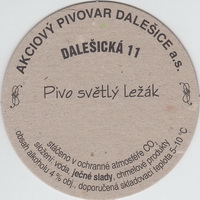 AKCIOVÝ PIVOVAR DALEŠICE a.s.
DALEŠICKÁ 11
Pivo světlý ležák
stáčeno v ochranné atmosféře CO₂
složení: voda, ječné slady, chmelové produkty
obsah alkoholu 4% obj., doporučená skladovací teplota 5-10 °C